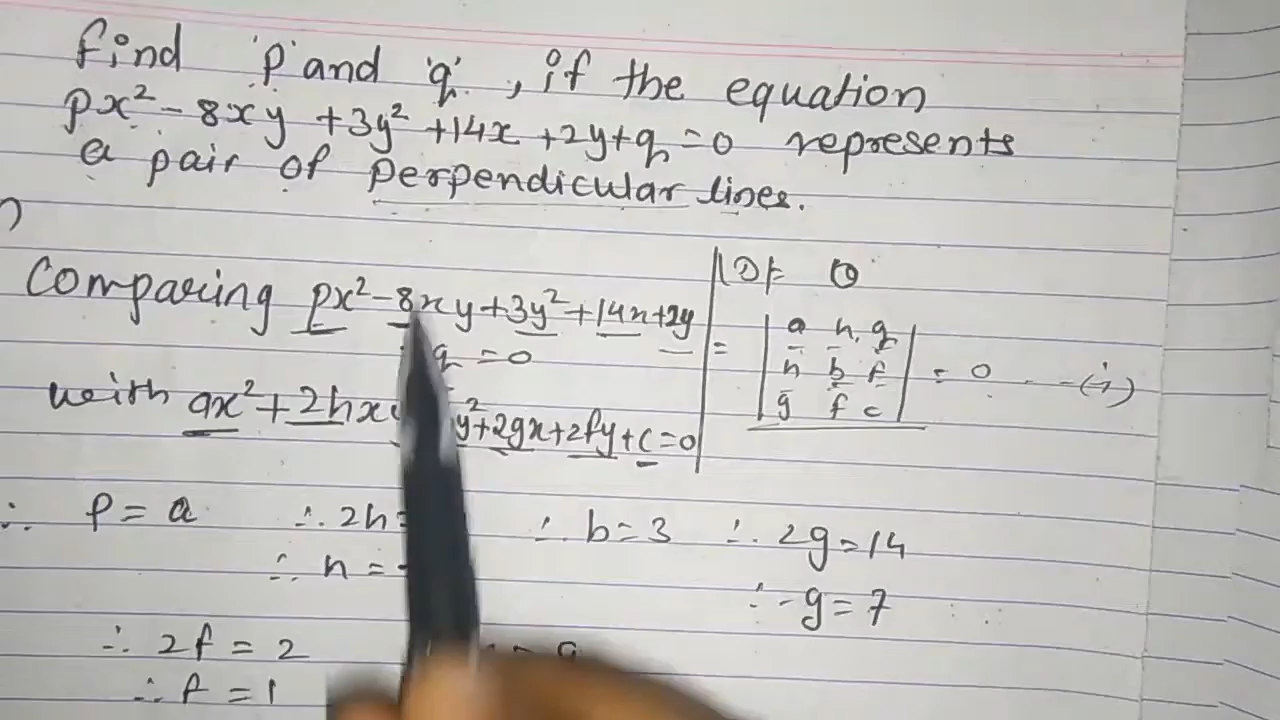 find 'p' and 'q', if the equation
px² - 8xy + 3y² + 14x + 2y + q = 0 represents
a pair of perpendicular lines.
Comparing px² - 8xy + 3y² + 14x + 2y
q = 0
with ax² + 2hx y² + 2gx + 2fy + c = 0
|D| = 0
= | a h g |
| h b f | = 0 --(i)
| g f c |
∴ P = a ∴ 2h = ∴ b = 3 ∴ 2g = 14
∴ h = - ∴ g = 7
∴ 2f = 2
∴ f = 1